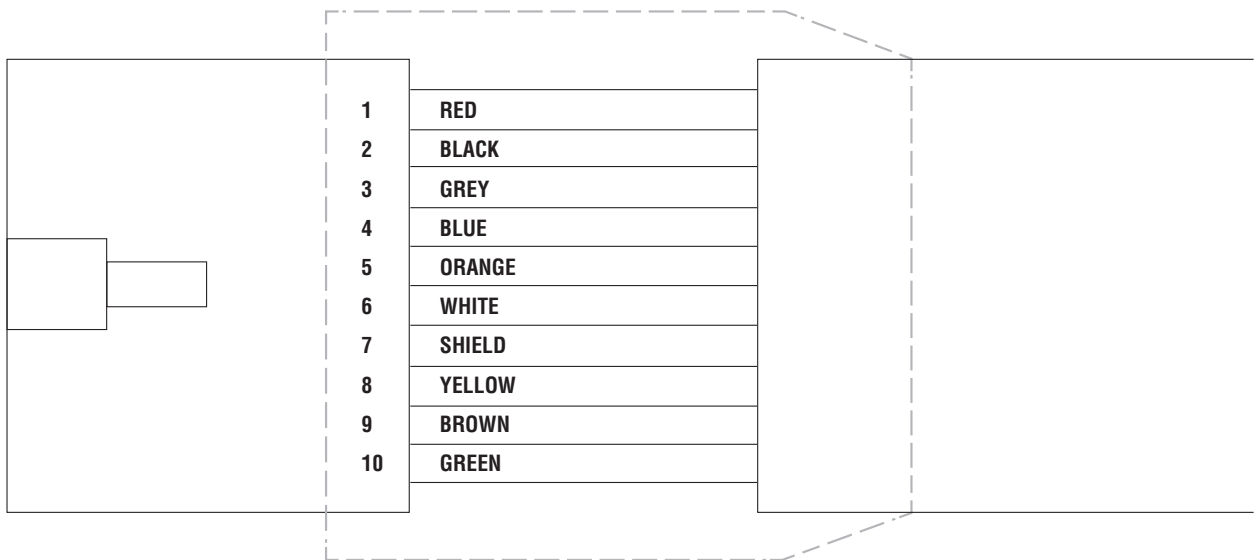 1 RED
2 BLACK
3 GREY
4 BLUE
5 ORANGE
6 WHITE
7 SHIELD
8 YELLOW
9 BROWN
10 GREEN